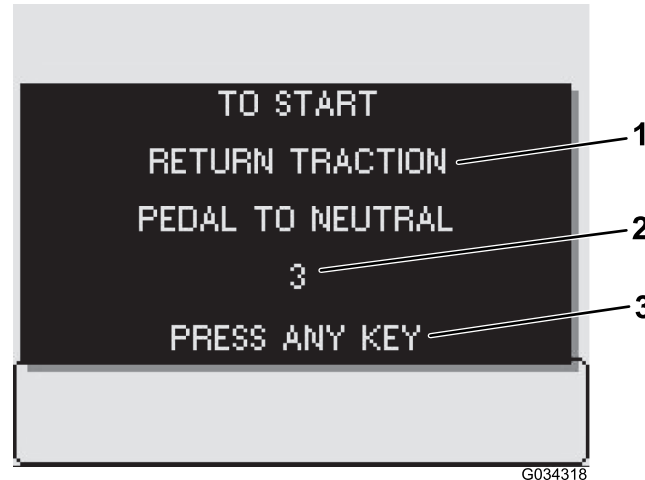 TO START
RETURN TRACTION
1
PEDAL TO NEUTRAL
2
3
3
PRESS ANY KEY
G034318